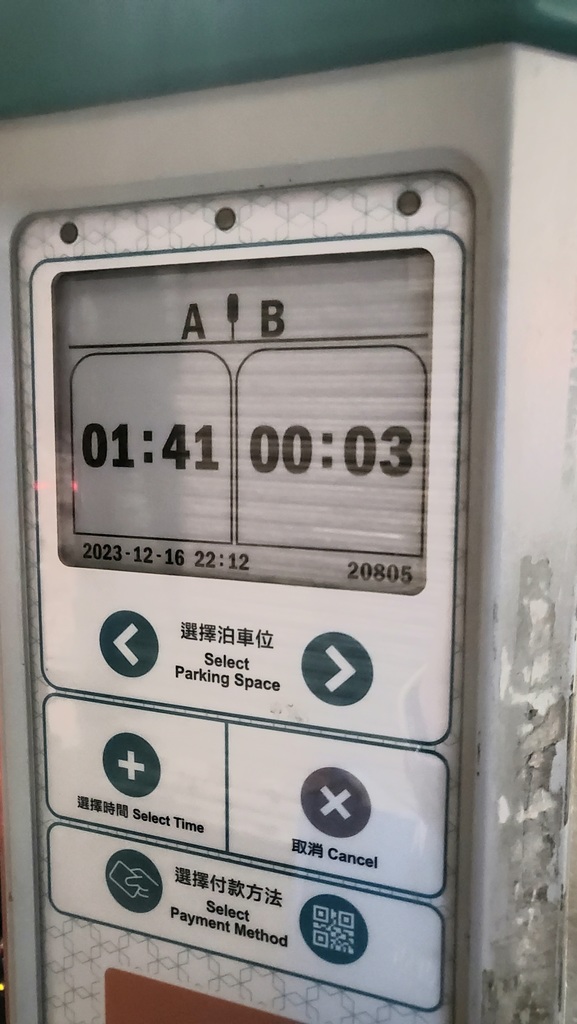 A B
01:41 00:03
2023-12-16 22:12 20805
選擇泊車位
Select
Parking Space
選擇時間 Select Time
取消 Cancel
選擇付款方法
Select
Payment Method